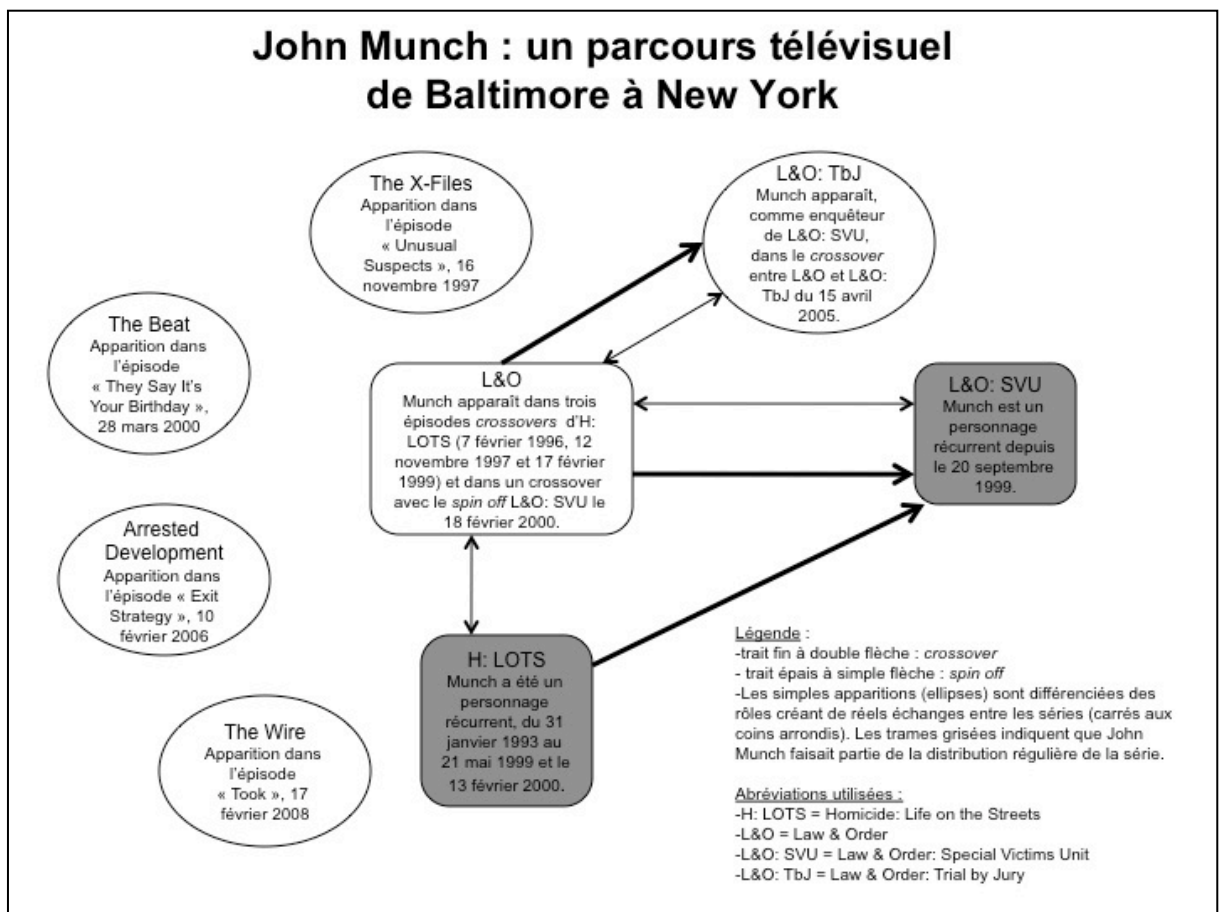 John Munch : un parcours télévisuel
de Baltimore à New York
The X-Files
Apparition dans
l'épisode
« Unusual
Suspects », 16
novembre 1997
L&O: TbJ
Munch apparaît,
comme enquêteur
de L&O: SVU,
dans le crossover
entre L&O et L&O:
TbJ du 15 avril
2005.
The Beat
Apparition dans
l'épisode
« They Say It's
Your Birthday »,
28 mars 2000
L&O
Munch apparaît dans trois
épisodes crossovers d'H:
LOTS (7 février 1996, 12
novembre 1997 et 17 février
1999) et dans un crossover
avec le spin off L&O: SVU le
18 février 2000.
L&O: SVU
Munch est un
personnage
récurrent depuis
le 20 septembre
1999.
Arrested
Development
Apparition dans
l'épisode « Exit
Strategy », 10
février 2006
H: LOTS
Munch a été un
personnage
récurrent, du 31
janvier 1993 au
21 mai 1999 et le
13 février 2000.
The Wire
Apparition dans
l'épisode
« Took », 17
février 2008
Légende :
-trait fin à double flèche : crossover
- trait épais à simple flèche : spin off
-Les simples apparitions (ellipses) sont différenciées des
rôles créant de réels échanges entre les séries (carrés aux
coins arrondis). Les trames grisées indiquent que John
Munch faisait partie de la distribution régulière de la série.
Abréviations utilisées :
-H: LOTS = Homicide: Life on the Streets
-L&O = Law & Order
-L&O: SVU = Law & Order: Special Victims Unit
-L&O: TbJ = Law & Order: Trial by Jury